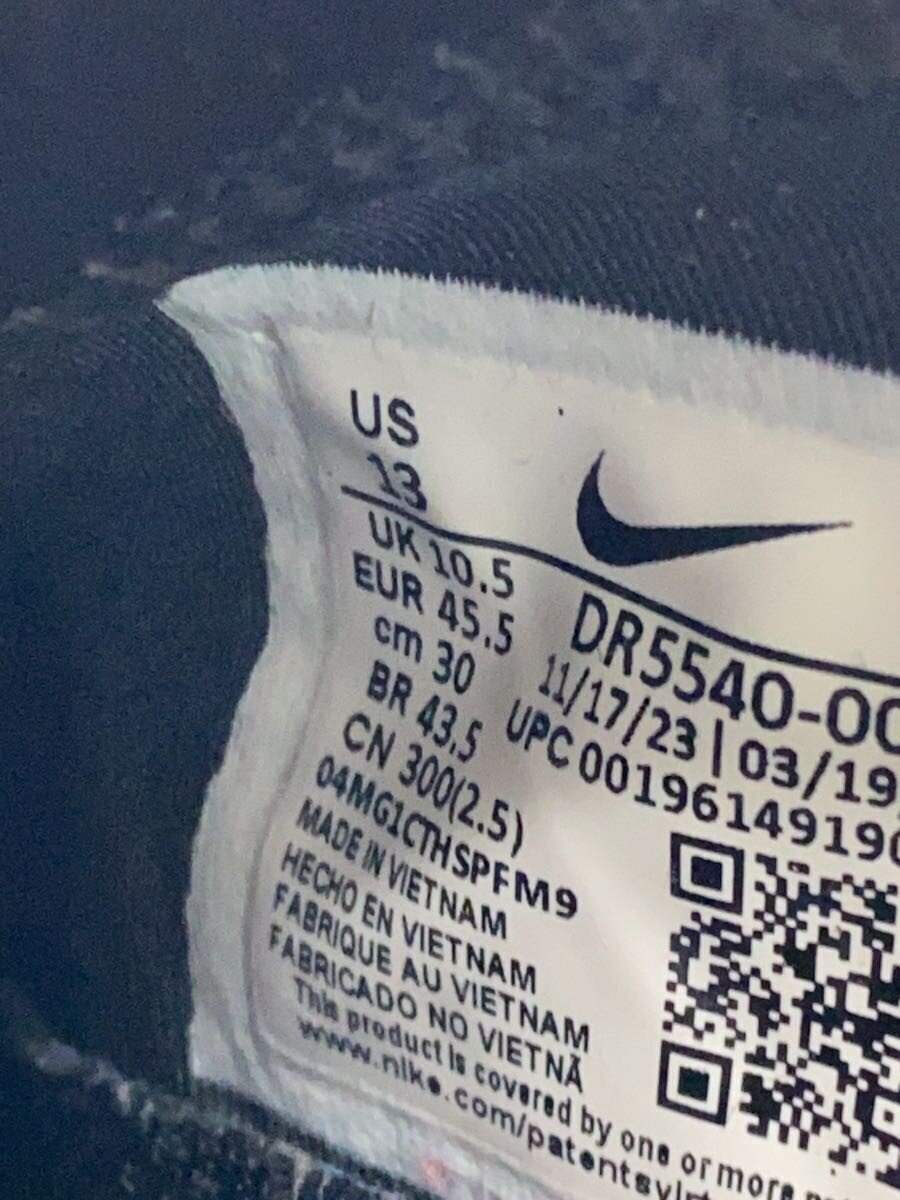 US
13
UK 10.5
EUR 45.5
cm 30
BR 43.5
CN 300(2.5)
04MG1CTHSPFM9
MADE IN VIETNAM
HECHO EN VIETNAM
FABRIQUE AU VIETNAM
FABRICADO NO VIETNÃ
This product is covered by one or more
www.nike.com/patents
DR5540-00
11/17/23 | 03/19
UPC 0019614919